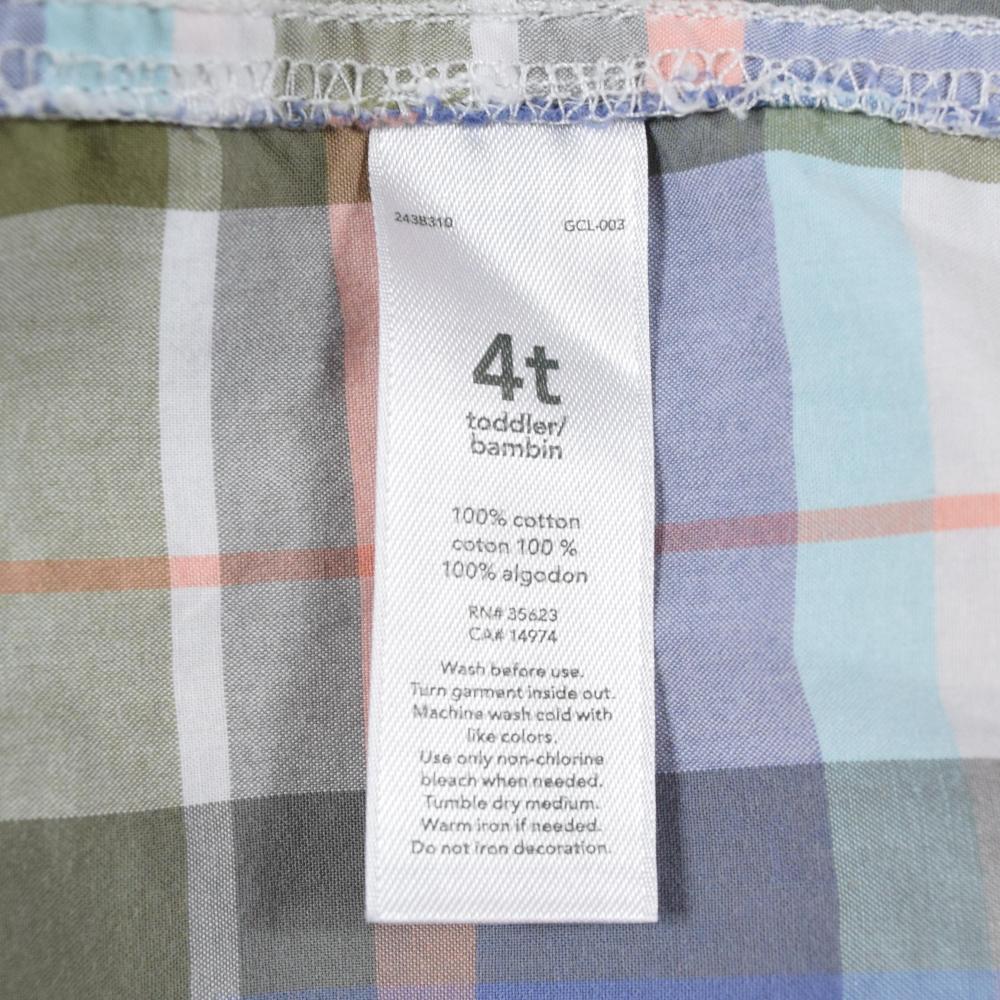 243B310 GCL-003
4t
toddler/
bambin
100% cotton
coton 100 %
100% algodon
RN# 35623
CA# 14974
Wash before use.
Turn garment inside out.
Machine wash cold with
like colors.
Use only non-chlorine
bleach when needed.
Tumble dry medium.
Warm iron if needed.
Do not iron decoration.